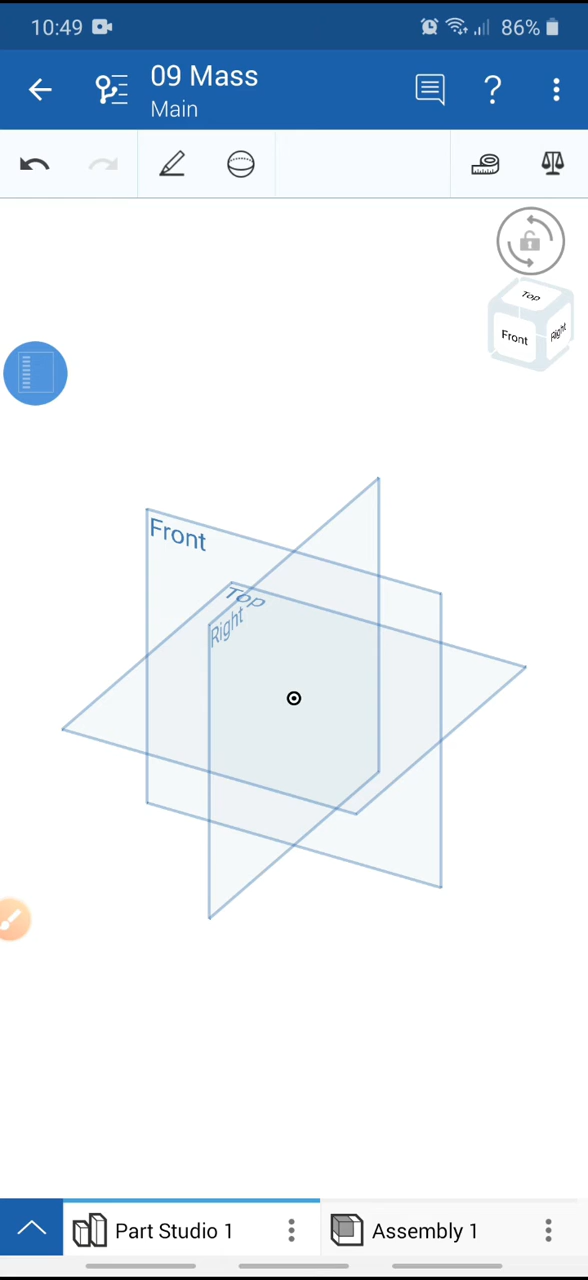 10:49
86%
09 Mass
Main
?
Top
Front
Right
Front
Top
Right
Part Studio 1
Assembly 1